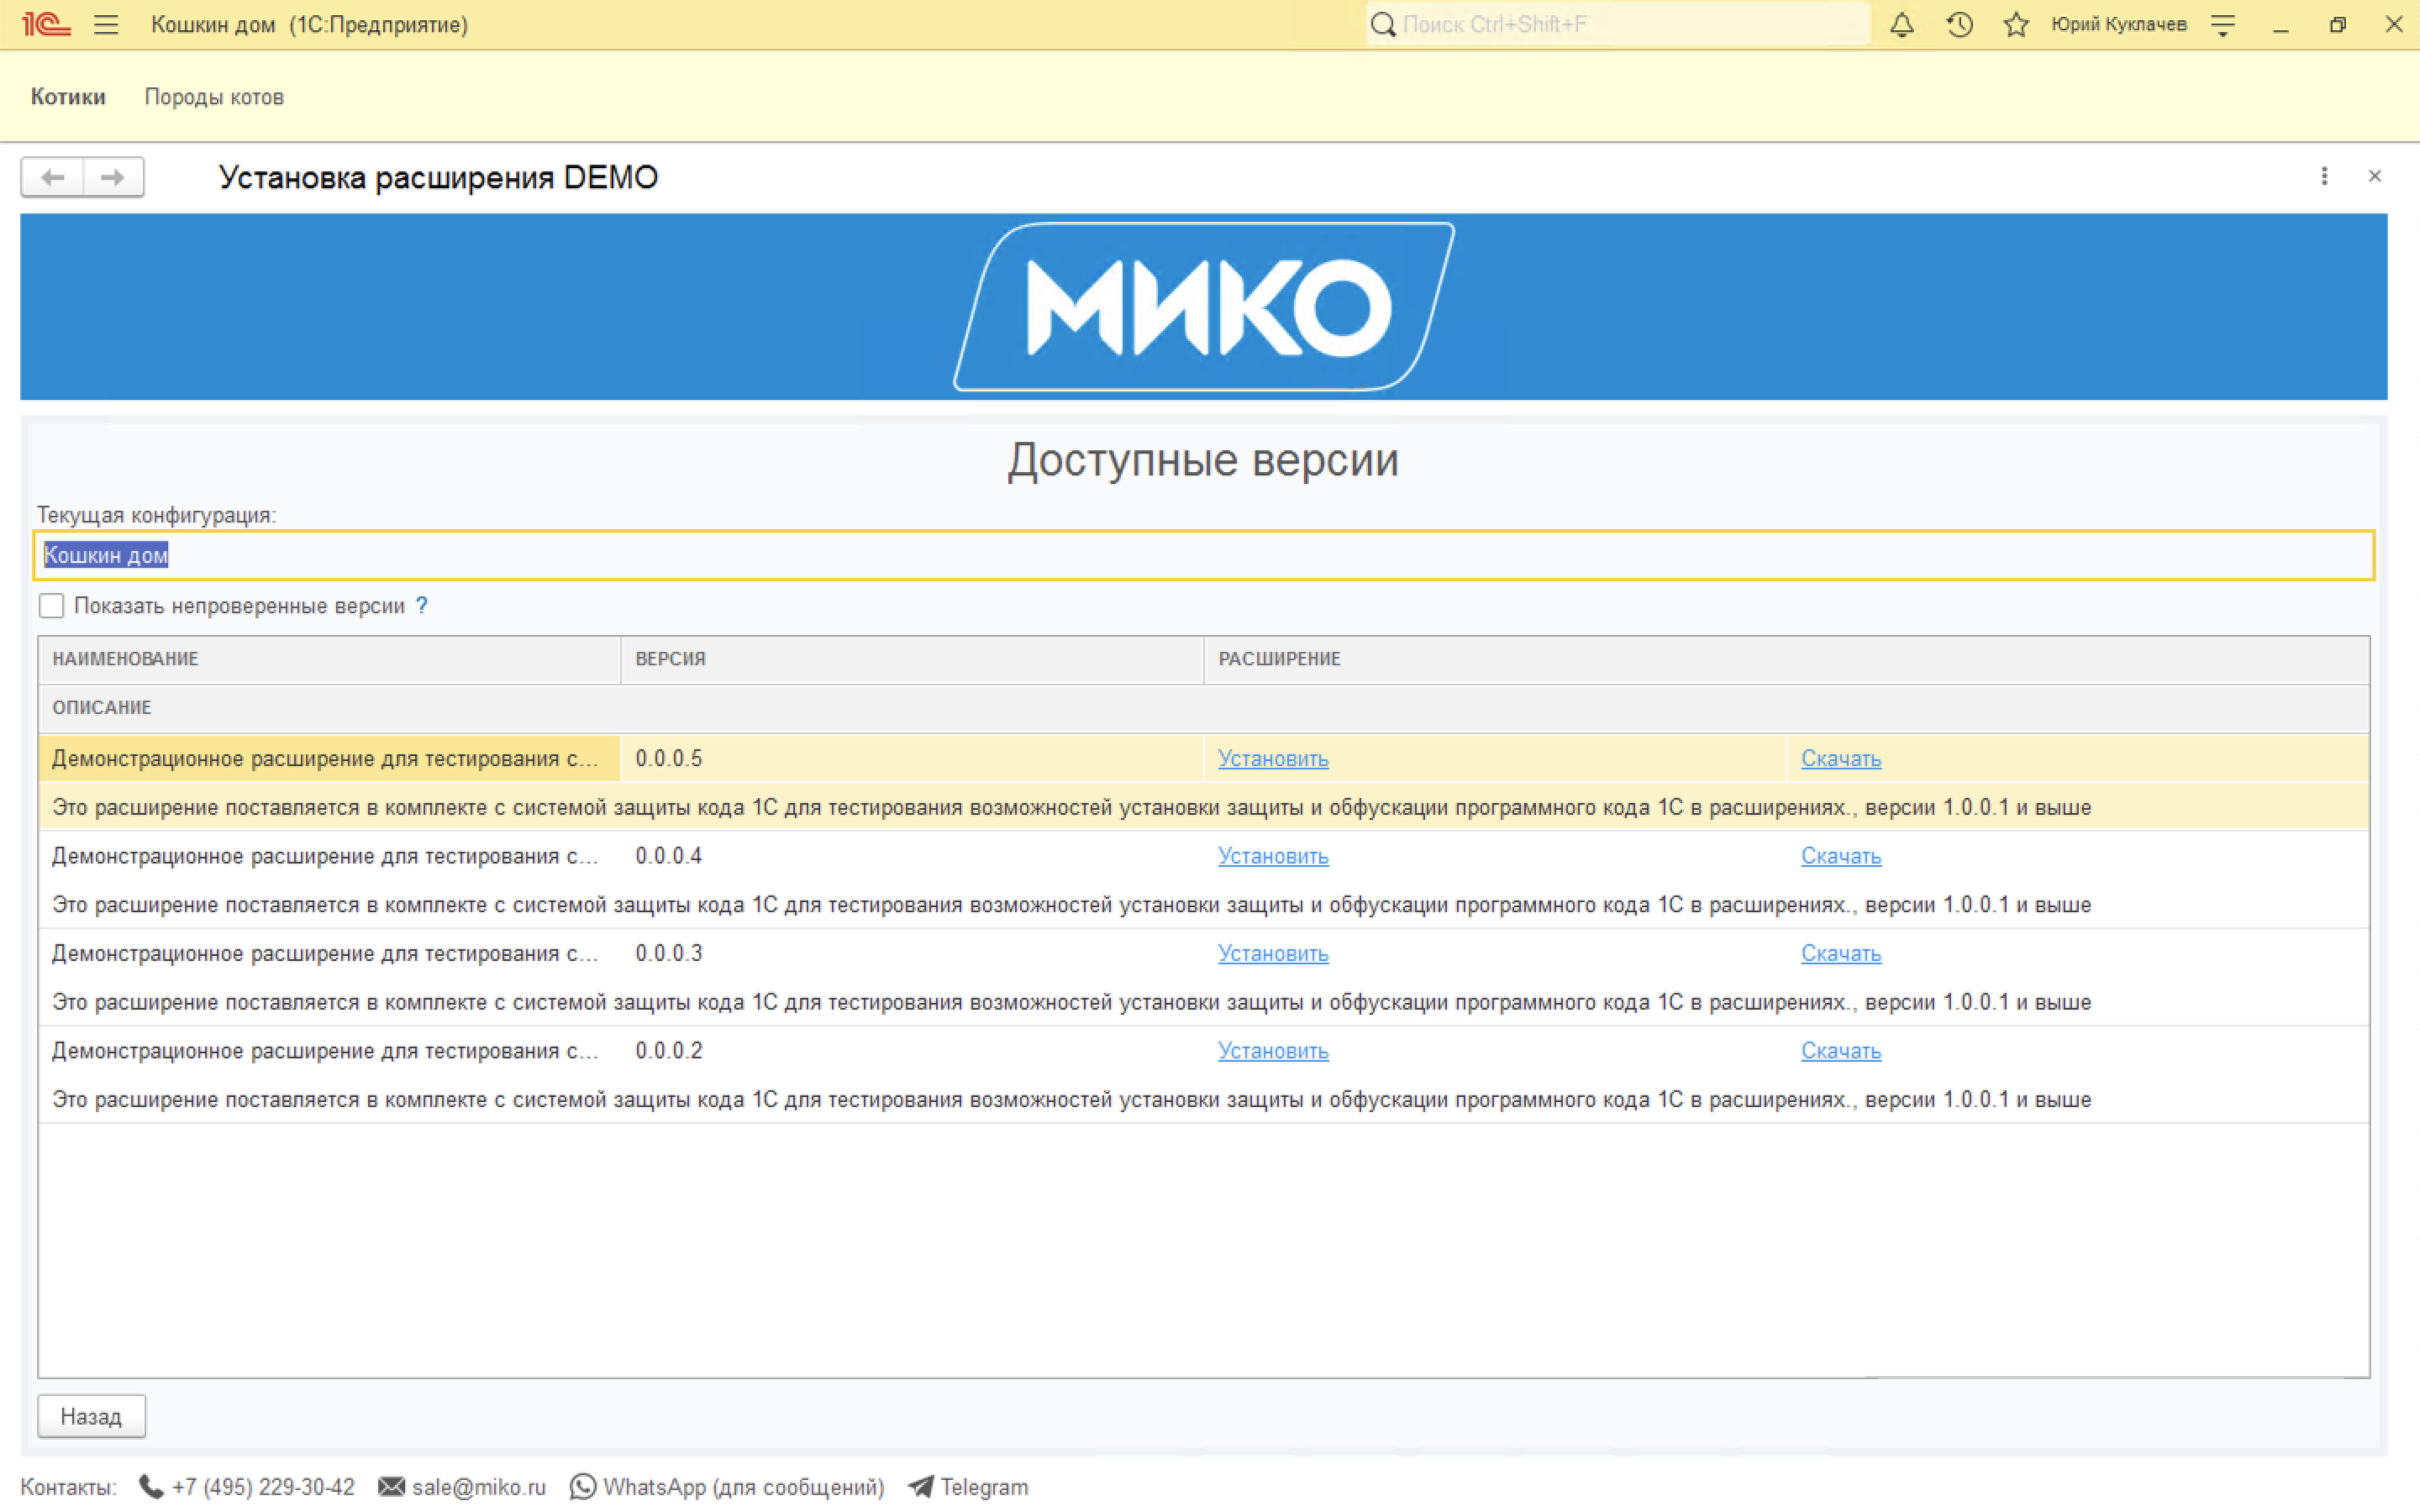 1С Кошкин дом (1С:Предприятие) Поиск Ctrl+Shift+F Юрий Куклачев
Котики Породы котов
Установка расширения DEMO
МИКО
Доступные версии
Текущая конфигурация:
Кошкин дом
Показать непроверенные версии ?
НАИМЕНОВАНИЕ ВЕРСИЯ РАСШИРЕНИЕ
ОПИСАНИЕ
Демонстрационное расширение для тестирования с... 0.0.0.5 Установить Скачать
Это расширение поставляется в комплекте с системой защиты кода 1С для тестирования возможностей установки защиты и обфускации программного кода 1С в расширениях., версии 1.0.0.1 и выше
Демонстрационное расширение для тестирования с... 0.0.0.4 Установить Скачать
Это расширение поставляется в комплекте с системой защиты кода 1С для тестирования возможностей установки защиты и обфускации программного кода 1С в расширениях., версии 1.0.0.1 и выше
Демонстрационное расширение для тестирования с... 0.0.0.3 Установить Скачать
Это расширение поставляется в комплекте с системой защиты кода 1С для тестирования возможностей установки защиты и обфускации программного кода 1С в расширениях., версии 1.0.0.1 и выше
Демонстрационное расширение для тестирования с... 0.0.0.2 Установить Скачать
Это расширение поставляется в комплекте с системой защиты кода 1С для тестирования возможностей установки защиты и обфускации программного кода 1С в расширениях., версии 1.0.0.1 и выше
Назад
Контакты: +7 (495) 229-30-42 sale@miko.ru WhatsApp (для сообщений) Telegram